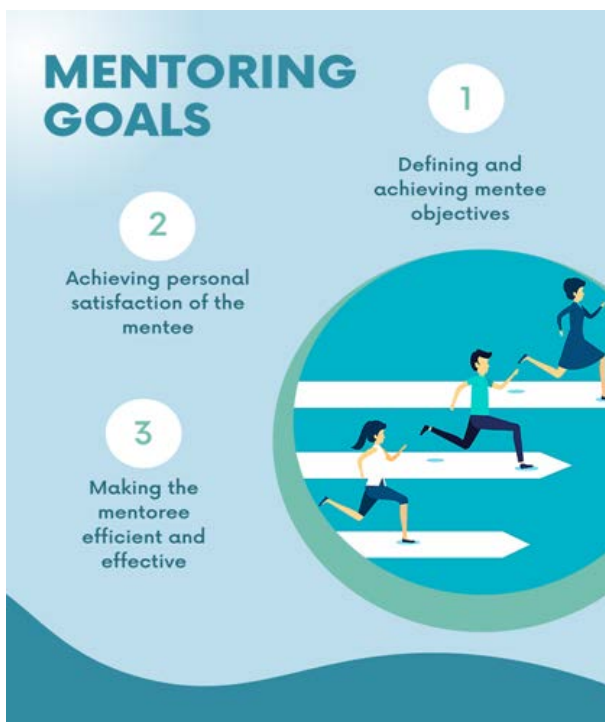 MENTORING
GOALS
1
Defining and
achieving mentee
objectives
2
Achieving personal
satisfaction of the
mentee
3
Making the
mentoree
efficient and
effective